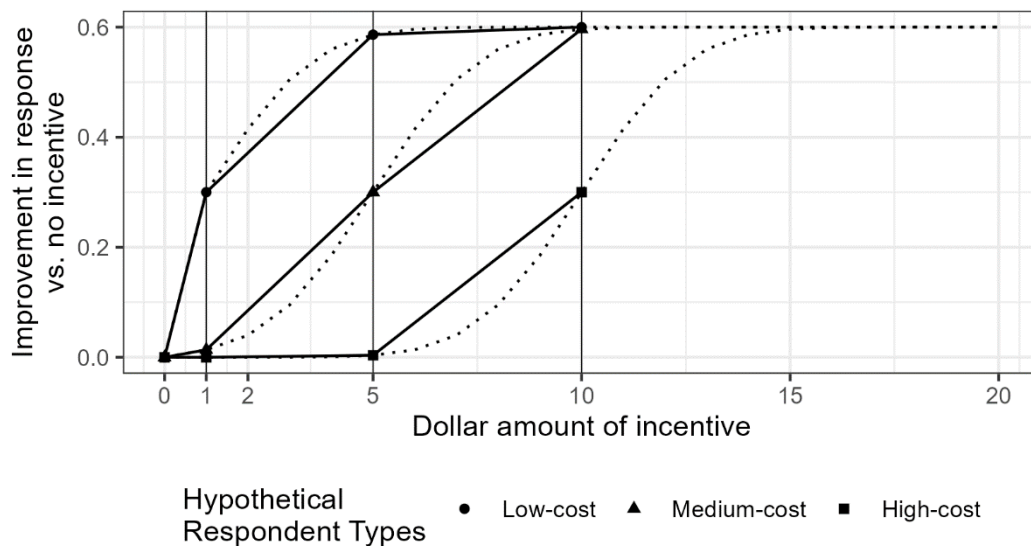 Improvement in response
vs. no incentive
0.6
0.4
0.2
0.0
0 1 2 5 10 15 20
Dollar amount of incentive
Hypothetical
Respondent Types
Low-cost Medium-cost High-cost